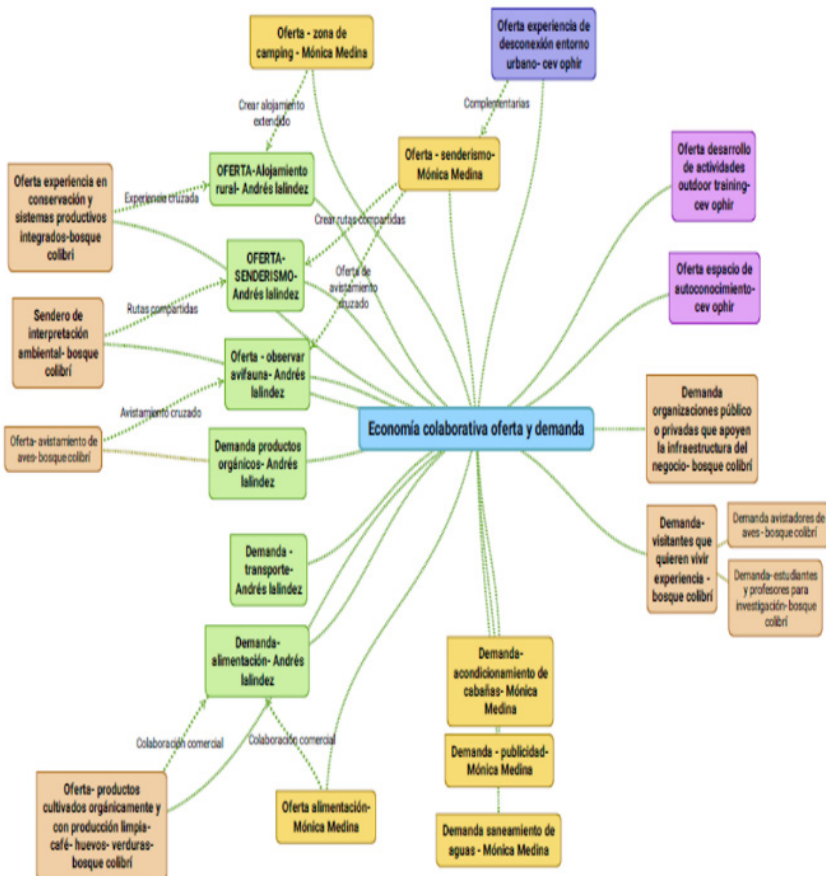 Oferta - zona de
camping - Mónica Medina
Oferta experiencia de
desconexión entorno
urbano- cev ophir
Crear alojamiento
extendido
Complementarias
Oferta - senderismo-
Mónica Medina
Oferta desarrollo
de actividades
outdoor training-
cev ophir
OFERTA-Alojamiento
rural- Andrés lalindez
Oferta experiencia en
conservación y
sistemas productivos
integrados-bosque
colibrí
Experiencie cruzada
Crear rutas compartidas
OFERTA-
SENDERISMO-
Andrés lalindez
Oferta de
avistamiento
cruzado
Oferta espacio de
autoconocimiento-
cev ophir
Sendero de
interpretación
ambiental- bosque
colibrí
Rutas compartidas
Oferta - observar
avifauna- Andrés
lalindez
Avistamiento cruzado
Oferta- avistamiento de
aves- bosque colibrí
Economía colaborativa oferta y demanda
Demanda
organizaciones público
o privadas que apoyen
la infraestructura del
negocio- bosque colibrí
Demanda productos
orgánicos- Andrés
lalindez
Demanda-
visitantes que
quieren vivir
experiencia -
bosque colibrí
Demanda avistadores de
aves- bosque colibrí
Demanda- estudiantes
y profesores para
investigación- bosque
colibrí
Demanda -
transporte-
Andrés lalindez
Demanda-
alimentación- Andrés
lalindez
Demanda-
acondicionamiento de
cabañas- Mónica
Medina
Colaboración comercial
Colaboración comercial
Demanda - publicidad-
Mónica Medina
Oferta- productos
cultivados orgánicamente y
con producción limpia-
café- huevos- verduras-
bosque colibrí
Oferta alimentación-
Mónica Medina
Demanda saneamiento de
aguas - Mónica Medina